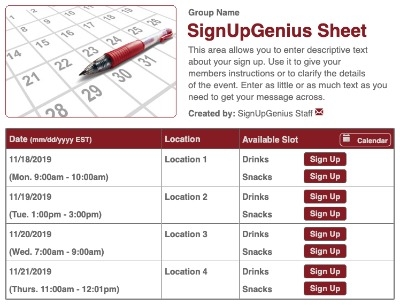 Group Name
SignUpGenius Sheet
This area allows you to enter descriptive text
about your sign up. Use it to give your
members instructions or to clarify the details
of the event. Enter as little or as much text as you
need to get your message across.
Created by: SignUpGenius Staff
28
29
30
Date (mm/dd/yyyy EST) Location Available Slot Calendar
11/18/2019 Location 1 Drinks Sign Up
(Mon. 9:00am - 10:00am) Snacks Sign Up
11/19/2019 Location 2 Drinks Sign Up
(Tue. 1:00pm - 3:00pm) Snacks Sign Up
11/20/2019 Location 3 Drinks Sign Up
(Wed. 7:00am - 9:00am) Snacks Sign Up
11/21/2019 Location 4 Drinks Sign Up
(Thurs. 11:00am - 12:01pm) Snacks Sign Up